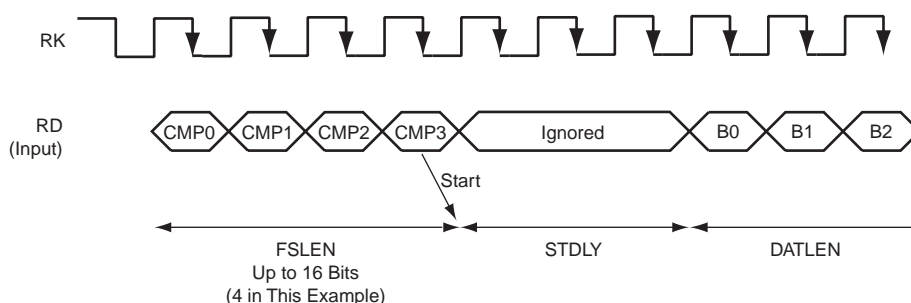 RK
RD
(Input)
CMP0 CMP1 CMP2 CMP3 Ignored B0 B1 B2
Start
FSLEN STDLY DATLEN
Up to 16 Bits
(4 in This Example)